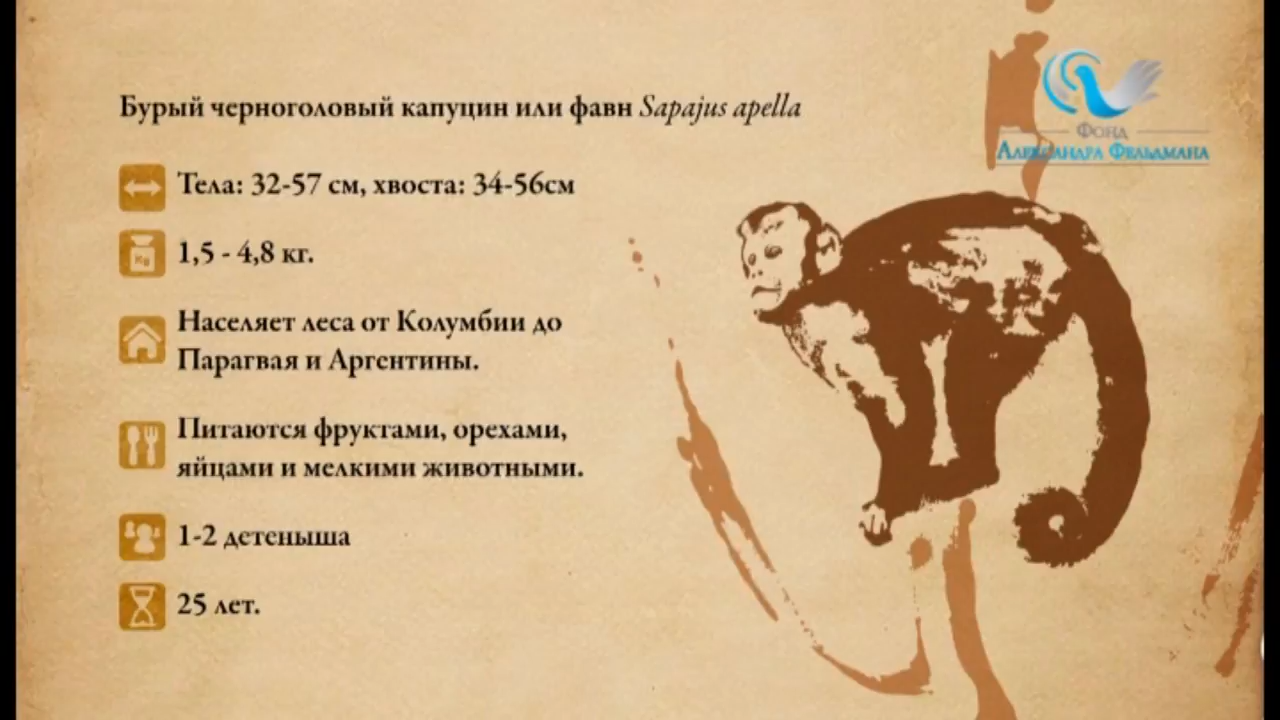 Бурый черноголовый капуцин или фавн Sapajus apella
Фонд
Александра Фельдмана
Тела: 32-57 см, хвоста: 34-56см
Kg
1,5 - 4,8 кг.
Населяет леса от Колумбии до
Парагвая и Аргентины.
Питаются фруктами, орехами,
яйцами и мелкими животными.
1-2 детеныша
25 лет.